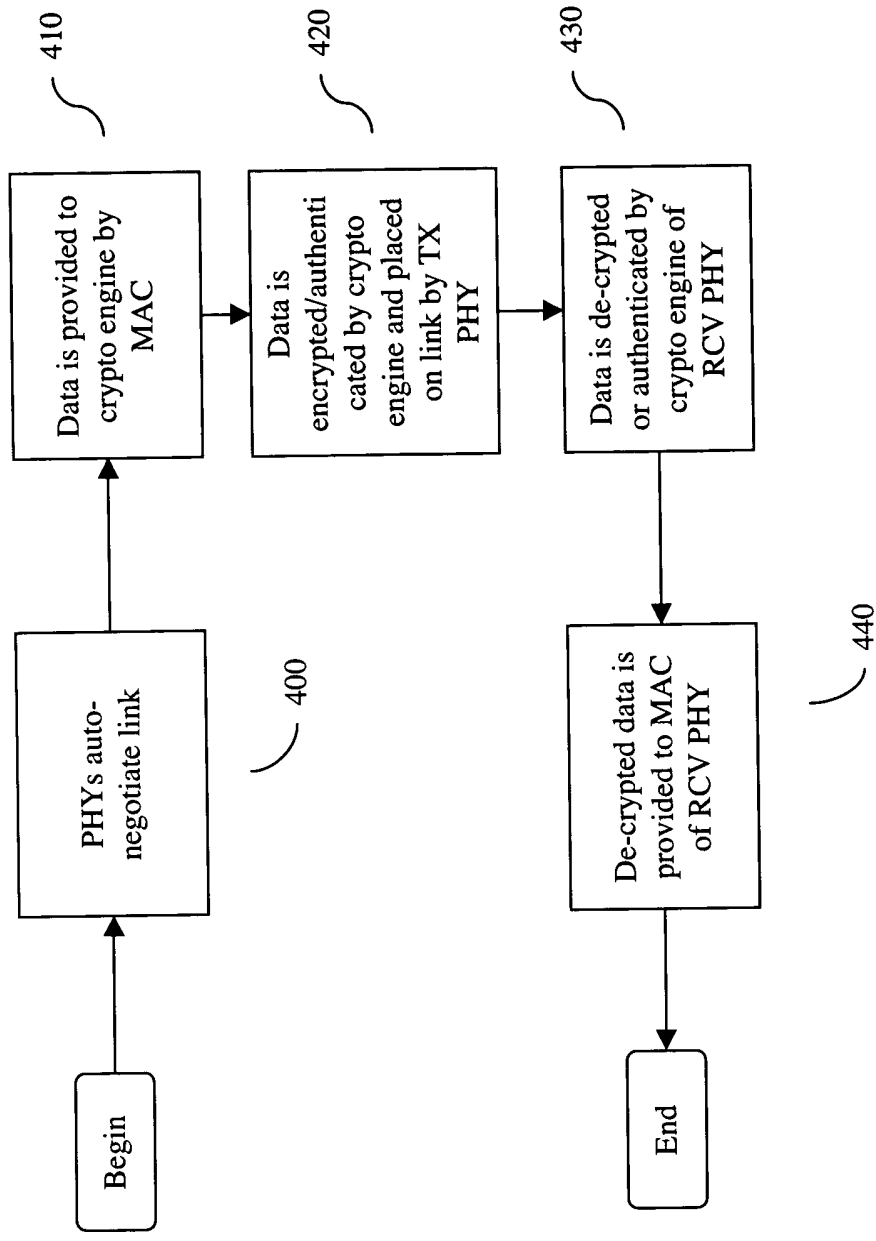 Begin
PHYs auto-
negotiate link
400
Data is provided to
crypto engine by
MAC
410
Data is
encrypted/authenti
cated by crypto
engine and placed
on link by TX
PHY
420
Data is de-crypted
or authenticated by
crypto engine of
RCV PHY
430
De-crypted data is
provided to MAC
of RCV PHY
440
End